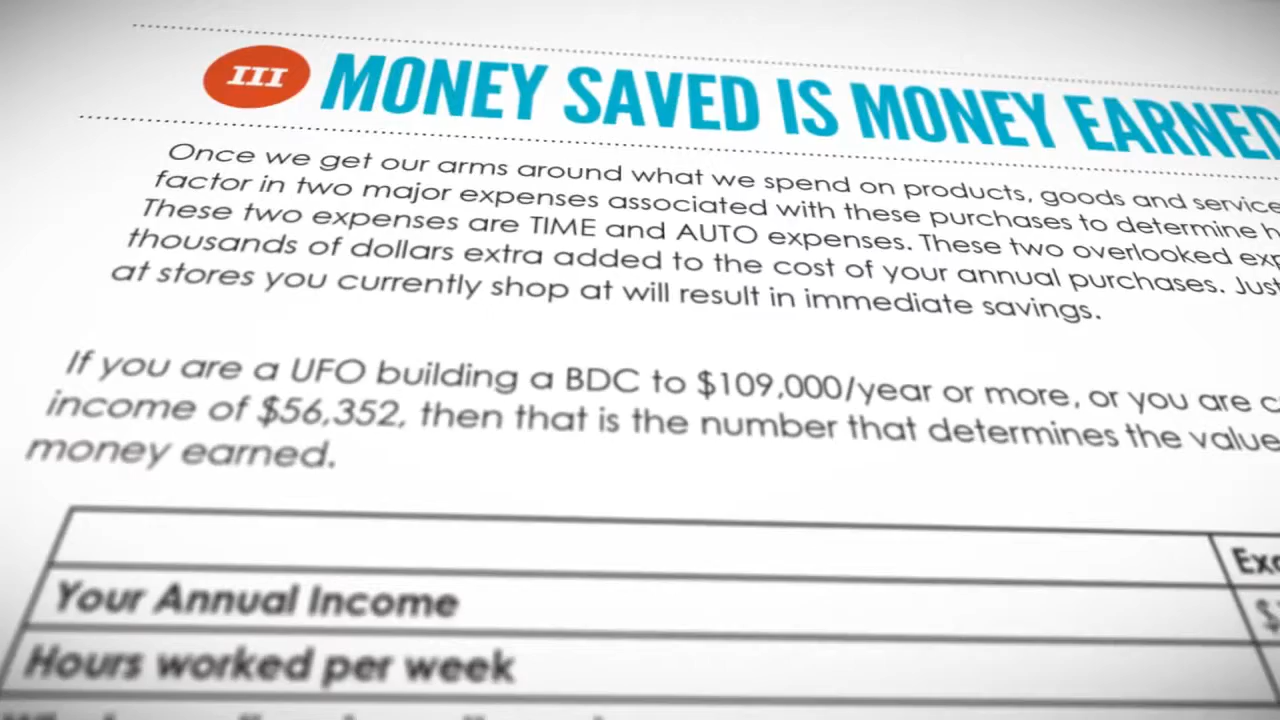 III MONEY SAVED IS MONEY EARNED
Once we get our arms around what we spend on products, goods and service
factor in two major expenses associated with these purchases to determine h
These two expenses are TIME and AUTO expenses. These two overlooked exp
thousands of dollars extra added to the cost of your annual purchases. Just
at stores you currently shop at will result in immediate savings.
If you are a UFO building a BDC to $109,000/year or more, or you are c
income of $56,352, then that is the number that determines the value
money earned.
Exa
Your Annual Income
$
Hours worked per week